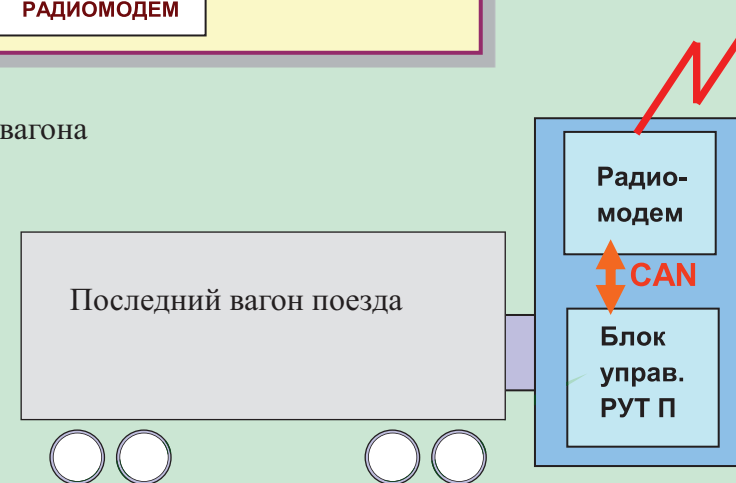 РАДИОМОДЕМ
вагона
Радио-
модем
CAN
Последний вагон поезда
Блок
управ.
РУТ П